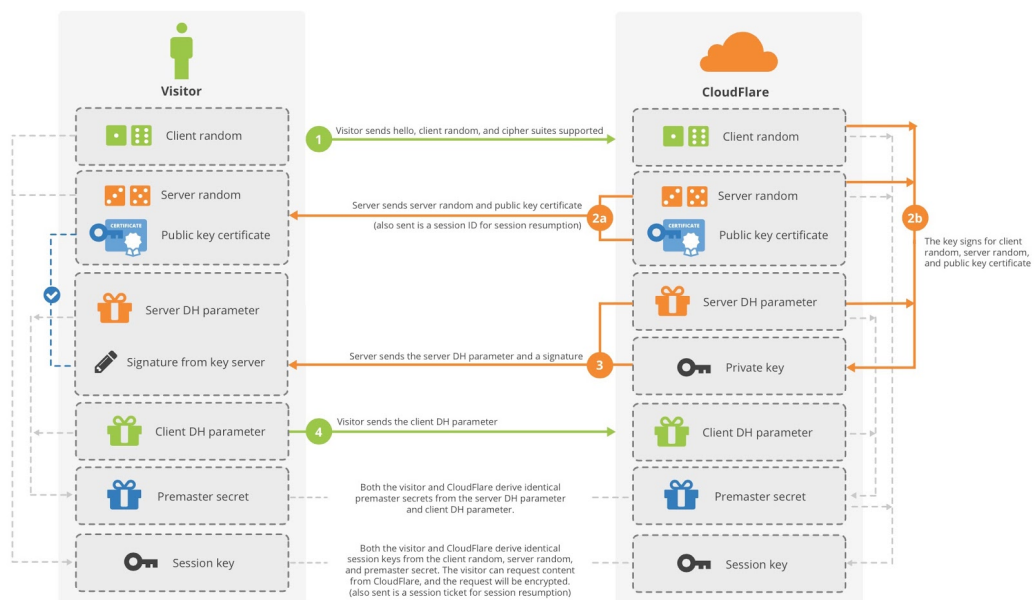 Visitor
CloudFlare
Client random
1
Visitor sends hello, client random, and cipher suites supported
Client random
Server random
CERTIFICATE
Public key certificate
Server sends server random and public key certificate
(also sent is a session ID for session resumption)
2a
Server random
CERTIFICATE
Public key certificate
2b
The key signs for client
random, server random,
and public key certificate
Server DH parameter
Signature from key server
Server sends the server DH parameter and a signature
3
Server DH parameter
Private key
Client DH parameter
4
Visitor sends the client DH parameter
Client DH parameter
Premaster secret
Both the visitor and CloudFlare derive identical
premaster secrets from the server DH parameter
and client DH parameter.
Premaster secret
Session key
Both the visitor and CloudFlare derive identical
session keys from the client random, server random,
and premaster secret. The visitor can request content
from CloudFlare, and the request will be encrypted.
(also sent is a session ticket for session resumption)
Session key